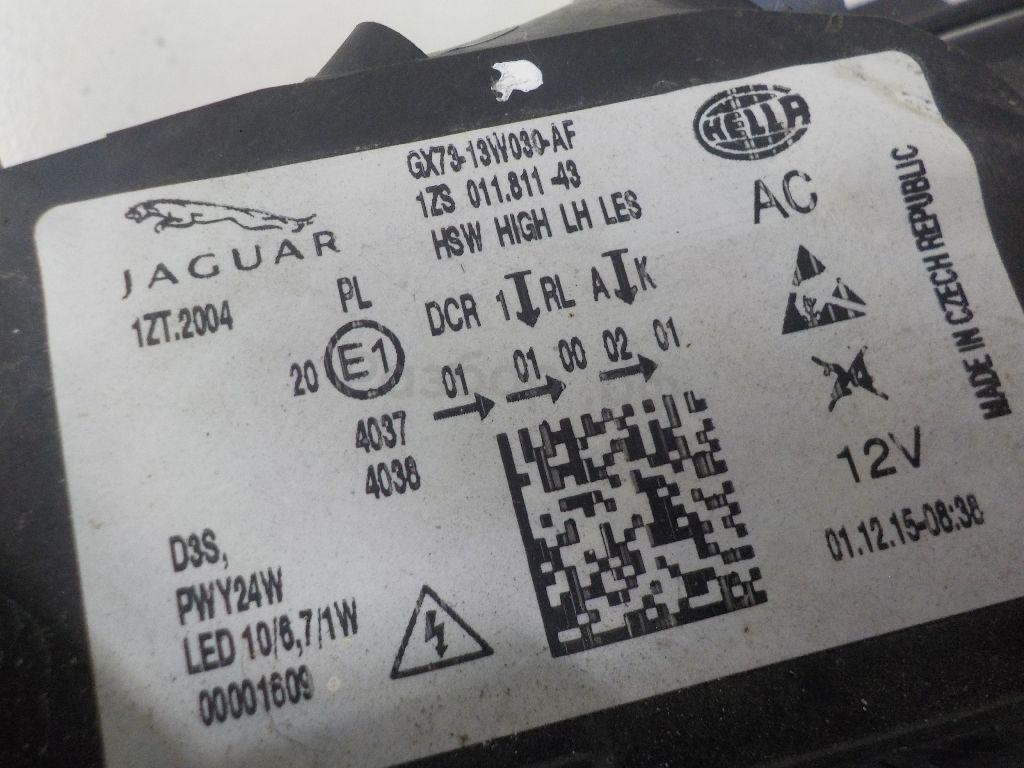 GX73-13W030-AF
1ZS 011.811-43
HSW HIGH LH LES
HELLA
AC
JAGUAR
1ZT.2004
PL
DCR 1 RL A K
20 E1
01 01 00 02 01
4037
4038
12V
01.12.15-08:38
MADE IN CZECH REPUBLIC
D3S,
PWY24W
LED 10/6,7/1W
00001609